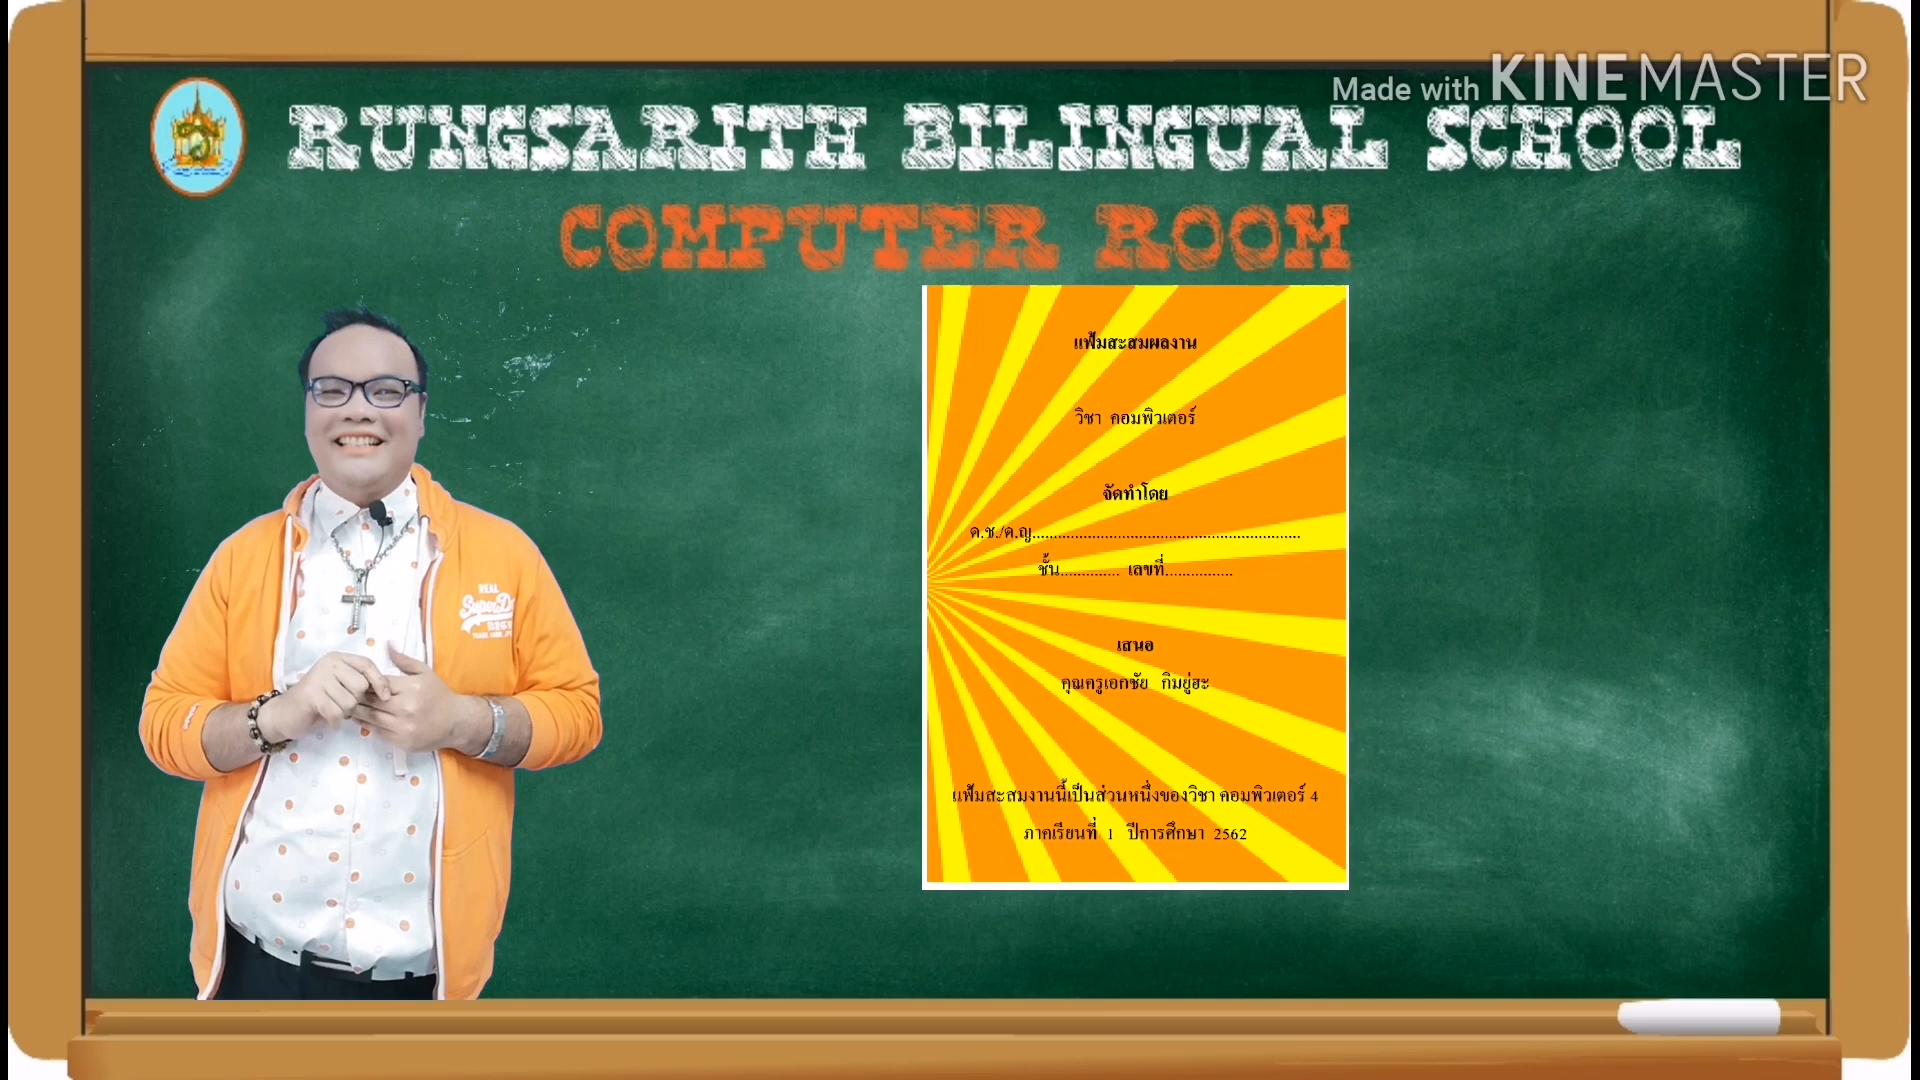 Made with KINEMASTER
RUNGSARITH BILINGUAL SCHOOL
COMPUTER ROOM
แฟ้มสะสมผลงาน
วิชา คอมพิวเตอร์
จัดทำโดย
ด.ช./ด.ญ...............................................................
ชั้น.............. เลขที่................
เสนอ
คุณครูเอกชัย กิมยู่ฮะ
แฟ้มสะสมงานนี้เป็นส่วนหนึ่งของวิชา คอมพิวเตอร์ 4
ภาคเรียนที่ 1 ปีการศึกษา 2562
REAL